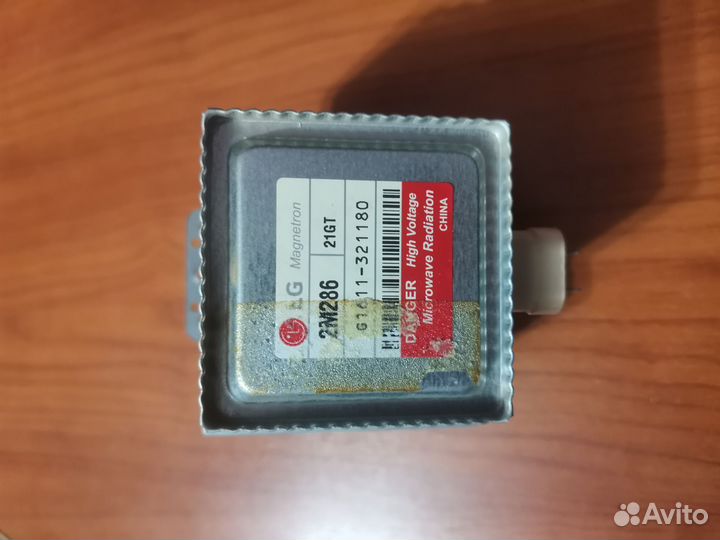 LG Magnetron
2M286 21GT
G1611-321180
DANGER High Voltage
Microwave Radiation
CHINA
Avito